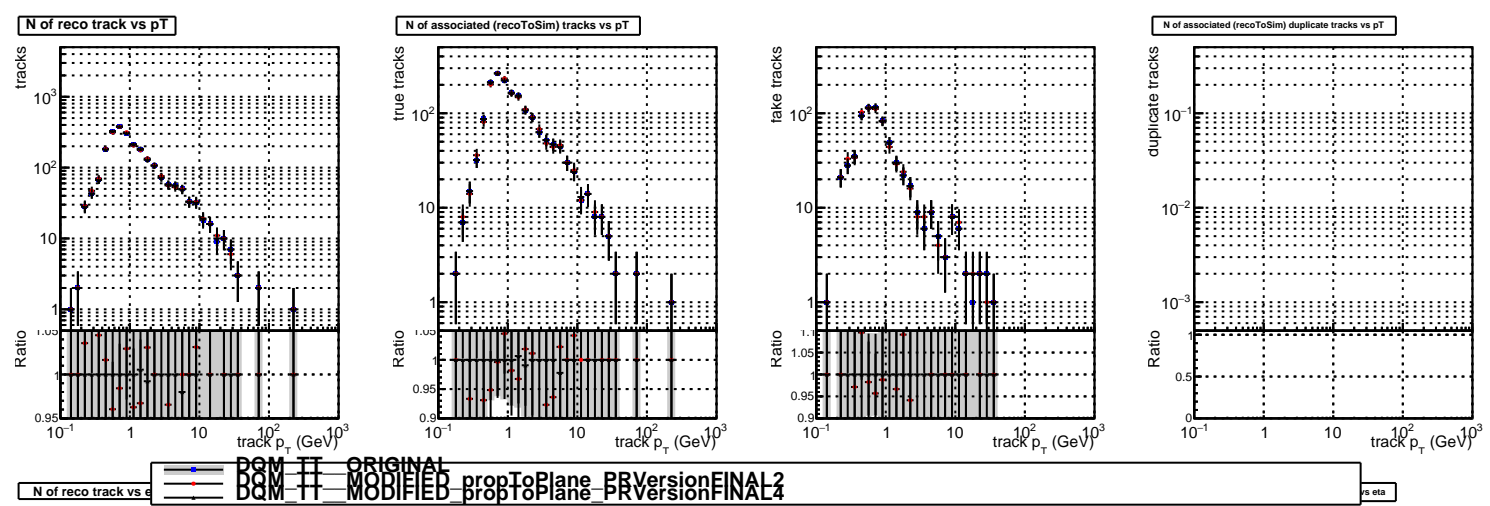 N of reco track vs pT
N of associated (recoToSim) tracks vs pT
N of associated (recoToSim) duplicate tracks vs pT
tracks
10³
10²
10
1
Ratio
1.05
1
0.95
10⁻¹ 1 10 10² 10³
track p_T (GeV)
true tracks
10²
10
1
Ratio
1.05
1
0.95
0.9
10⁻¹ 1 10 10² 10³
track p_T (GeV)
fake tracks
10²
10
1
Ratio
1.1
1.05
1
0.95
0.9
10⁻¹ 1 10 10² 10³
track p_T (GeV)
duplicate tracks
10⁻¹
10⁻²
10⁻³
Ratio
1
0.5
0
10⁻¹ 1 10 10² 10³
track p_T (GeV)
DQM_TT__ORIGINAL
DQM_TT__MODIFIED_propToPlane_PRVersionFINAL2
DQM_TT__MODIFIED_propToPlane_PRVersionFINAL4
N of reco track vs e
vs eta